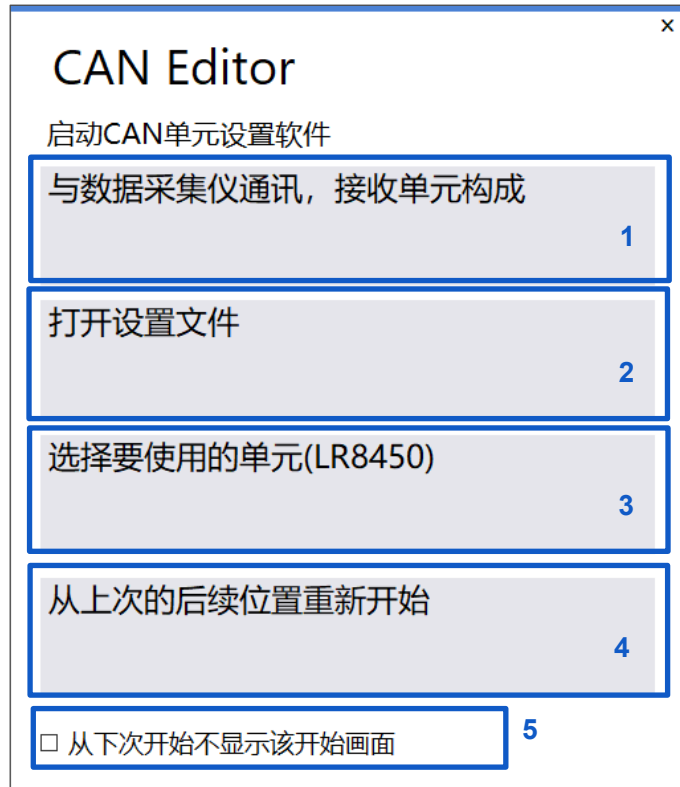 ×
CAN Editor
启动CAN单元设置软件
与数据采集仪通讯，接收单元构成
1
打开设置文件
2
选择要使用的单元(LR8450)
3
从上次的后续位置重新开始
4
从下次开始不显示该开始画面
5